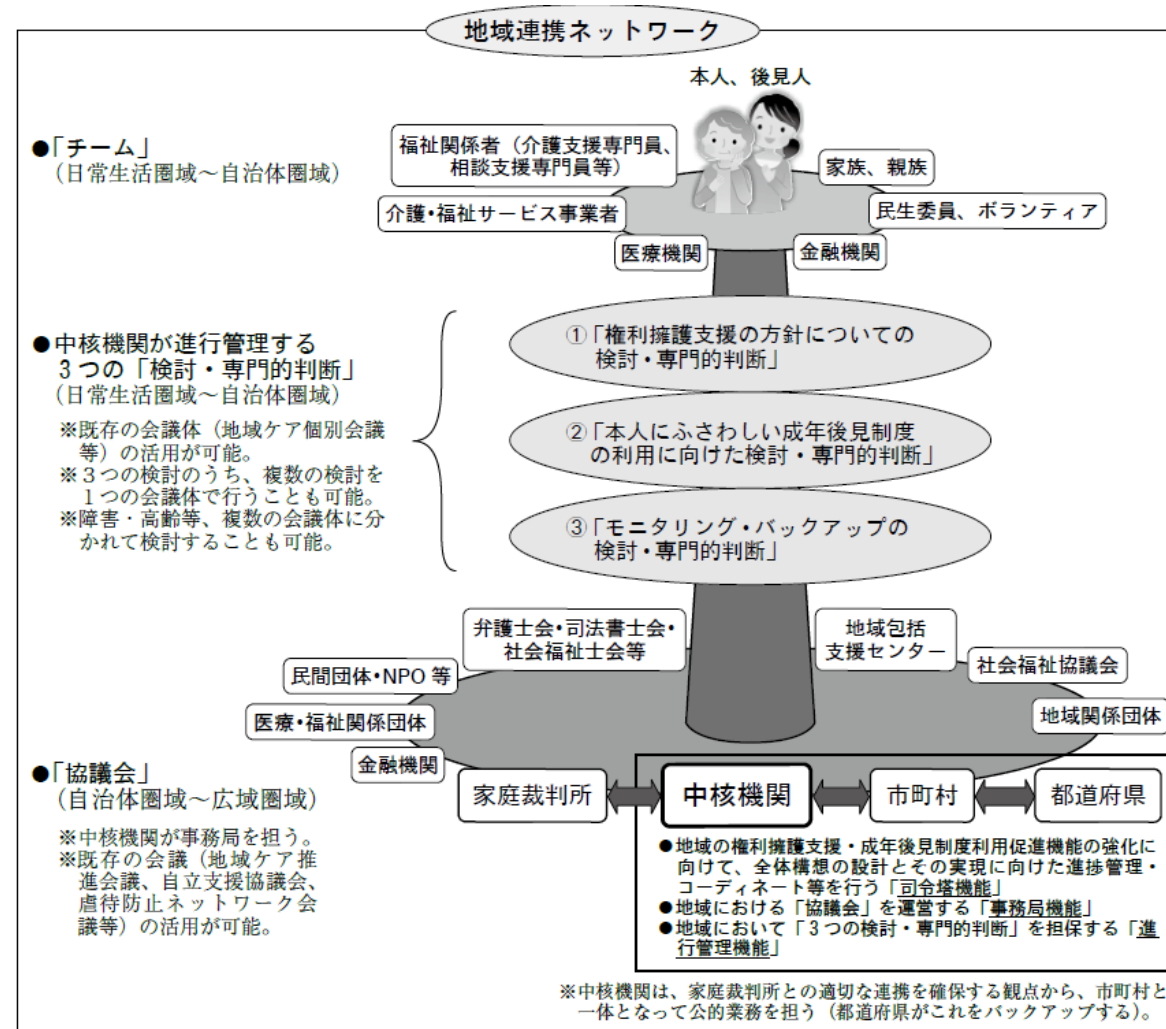 地域連携ネットワーク
本人、後見人
●「チーム」
(日常生活圏域~自治体圏域)
福祉関係者(介護支援専門員、
相談支援専門員等)
家族、親族
介護・福祉サービス事業者
民生委員、ボランティア
医療機関
金融機関
●中核機関が進行管理する
3つの「検討・専門的判断」
(日常生活圏域~自治体圏域)
※既存の会議体(地域ケア個別会議
等)の活用が可能。
※3つの検討のうち、複数の検討を
1つの会議体で行うことも可能。
※障害・高齢等、複数の会議体に分
かれて検討することも可能。
①「権利擁護支援の方針についての
検討・専門的判断」
②「本人にふさわしい成年後見制度
の利用に向けた検討・専門的判断」
③「モニタリング・バックアップの
検討・専門的判断」
弁護士会・司法書士会・
社会福祉士会等
地域包括
支援センター
民間団体・NPO 等
社会福祉協議会
医療・福祉関係団体
地域関係団体
金融機関
●「協議会」
(自治体圏域~広域圏域)
※中核機関が事務局を担う。
※既存の会議(地域ケア推
進会議、自立支援協議会、
虐待防止ネットワーク会
議等)の活用が可能。
家庭裁判所
中核機関
市町村
都道府県
●地域の権利擁護支援・成年後見制度利用促進機能の強化に
向けて、全体構想の設計とその実現に向けた進捗管理・
コーディネート等を行う「司令塔機能」
●地域における「協議会」を運営する「事務局機能」
●地域において「3つの検討・専門的判断」を担保する「進
行管理機能」
※中核機関は、家庭裁判所との適切な連携を確保する観点から、市町村と
一体となって公的業務を担う(都道府県がこれをバックアップする)。